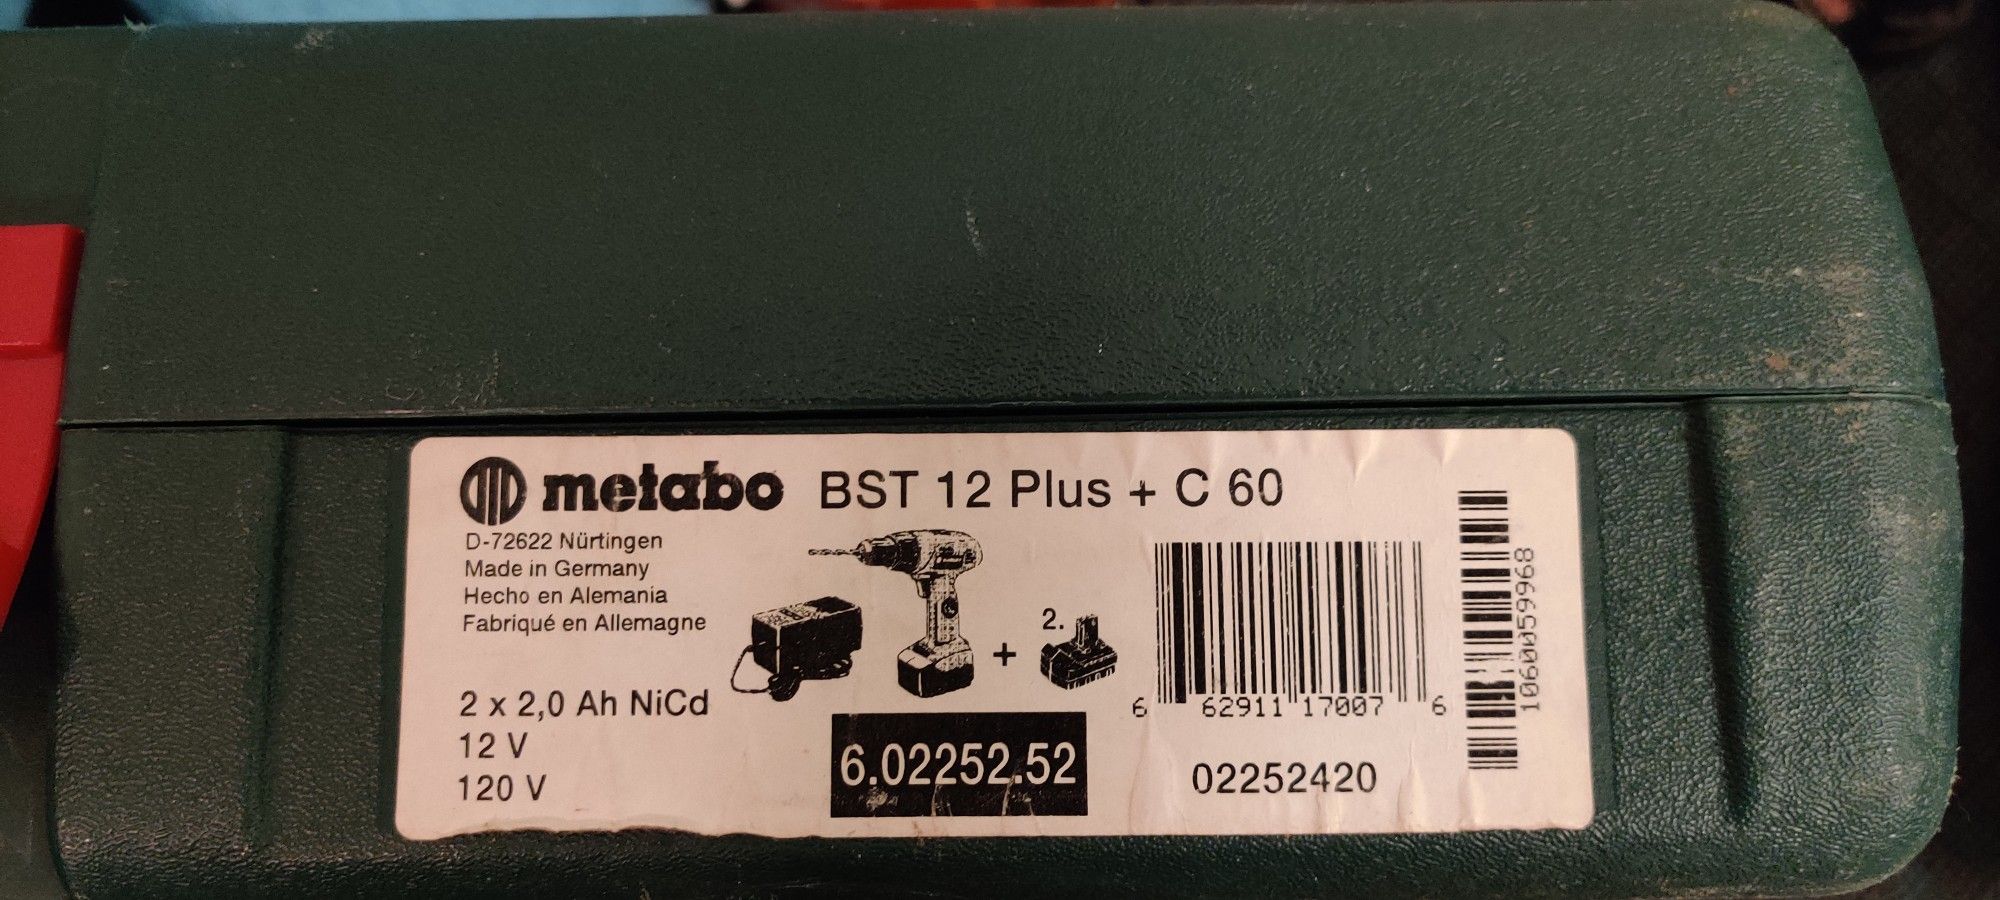 metabo BST 12 Plus + C 60
D-72622 Nürtingen
Made in Germany
Hecho en Alemania
Fabriqué en Allemagne
2.
+
2 x 2,0 Ah NiCd
12 V
120 V
6.02252.52
6 62911 17007 6
02252420
1060059968